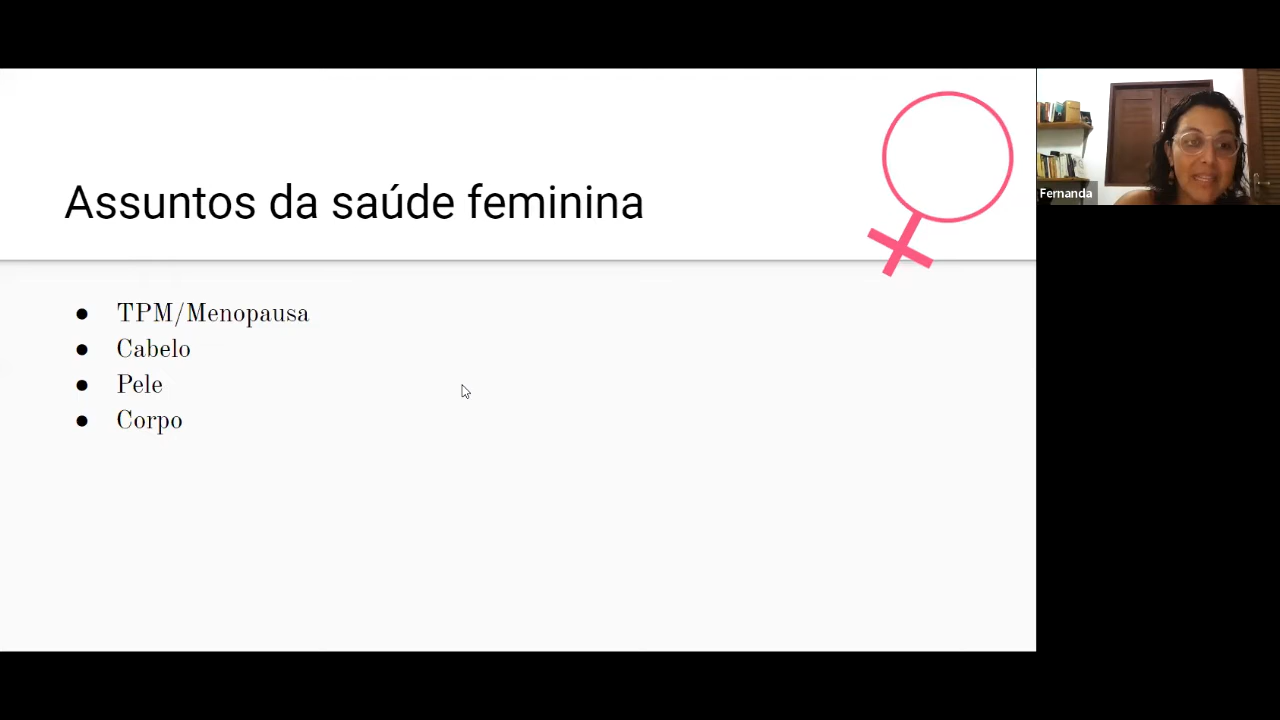 Assuntos da saúde feminina
● TPM/Menopausa
● Cabelo
● Pele
● Corpo
Fernanda